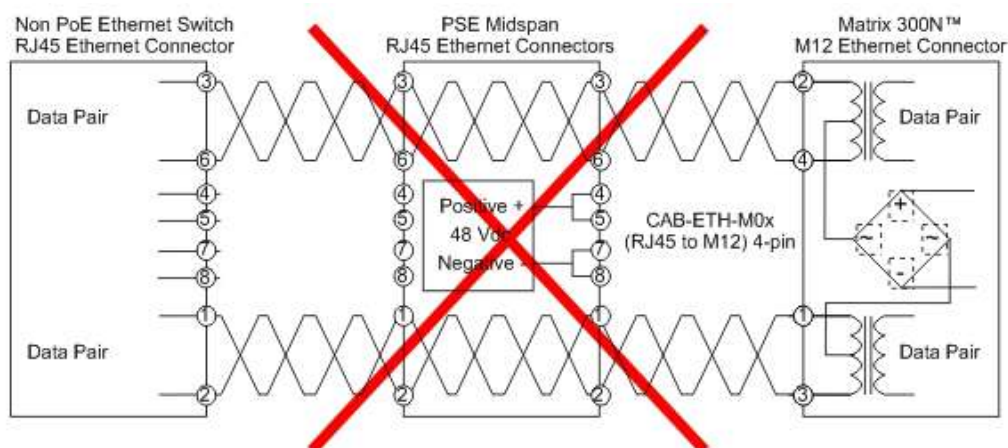 Non PoE Ethernet Switch
RJ45 Ethernet Connector
PSE Midspan
RJ45 Ethernet Connectors
Matrix 300N™
M12 Ethernet Connector
3
3
3
2
Data Pair
Data Pair
6
6
6
4
4
4
4
5
5
5
7
7
7
8
8
8
Positive +
48 Vdc
Negative -
CAB-ETH-M0x
(RJ45 to M12) 4-pin
+
~
~
-
1
1
1
1
Data Pair
Data Pair
2
2
2
3